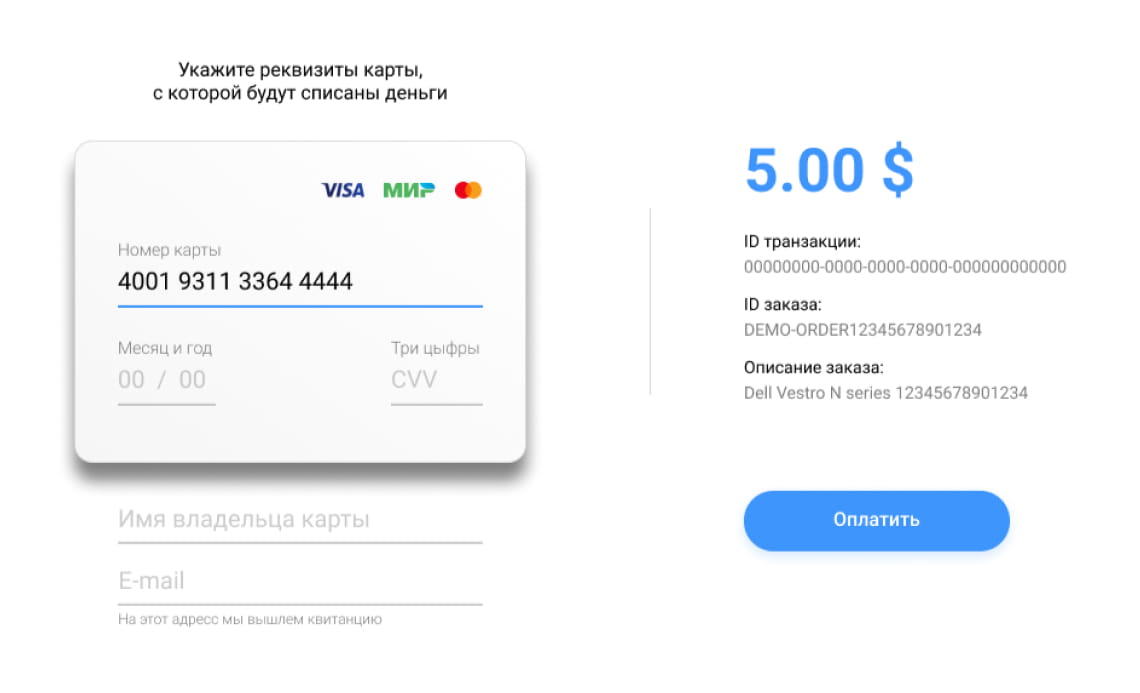 Укажите реквизиты карты,
с которой будут списаны деньги
VISA МИР
Номер карты
4001 9311 3364 4444
Месяц и год
00 / 00
Три цыфры
CVV
Имя владельца карты
E-mail
На этот адресс мы вышлем квитанцию
5.00 $
ID транзакции:
00000000-0000-0000-0000-000000000000
ID заказа:
DEMO-ORDER12345678901234
Описание заказа:
Dell Vestro N series 12345678901234
Оплатить